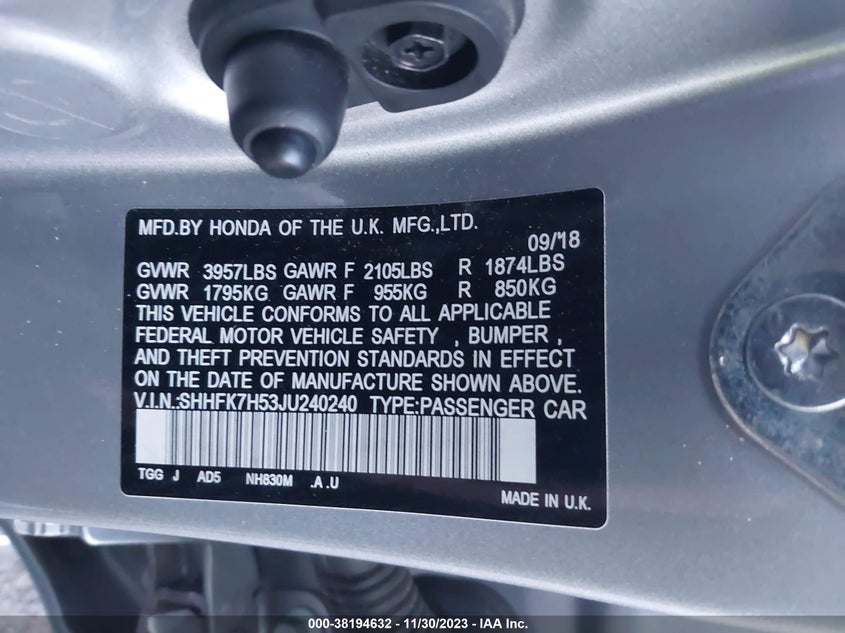 MFD.BY HONDA OF THE U.K. MFG.,LTD.
09/18
GVWR 3957LBS GAWR F 2105LBS R 1874LBS
GVWR 1795KG GAWR F 955KG R 850KG
THIS VEHICLE CONFORMS TO ALL APPLICABLE
FEDERAL MOTOR VEHICLE SAFETY , BUMPER ,
AND THEFT PREVENTION STANDARDS IN EFFECT
ON THE DATE OF MANUFACTURE SHOWN ABOVE.
V.I.N.:SHHFK7H53JU240240 TYPE:PASSENGER CAR
TGG J AD5 NH830M .A .U
MADE IN U.K.
000-38194632 - 11/30/2023 - IAA Inc.